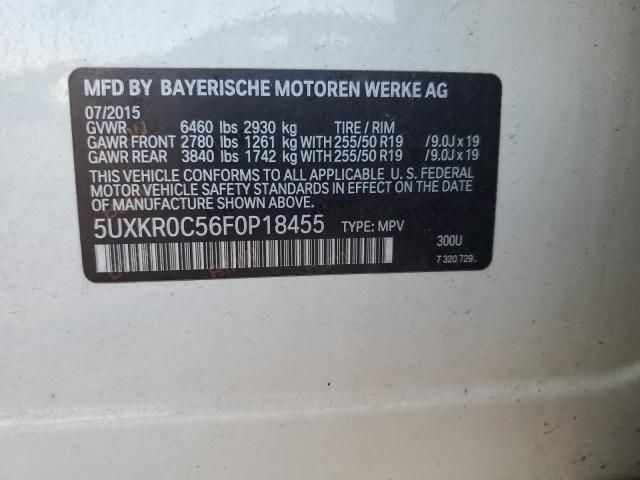 MFD BY BAYERISCHE MOTOREN WERKE AG
07/2015
GVWR 6460 lbs 2930 kg TIRE / RIM
GAWR FRONT 2780 lbs 1261 kg WITH 255/50 R19 /9.0J x 19
GAWR REAR 3840 lbs 1742 kg WITH 255/50 R19 /9.0J x 19
THIS VEHICLE CONFORMS TO ALL APPLICABLE U. S. FEDERAL
MOTOR VEHICLE SAFETY STANDARDS IN EFFECT ON THE DATE
OF MANUFACTURE SHOWN ABOVE.
5UXKR0C56F0P18455 TYPE: MPV
300U
7 320 729